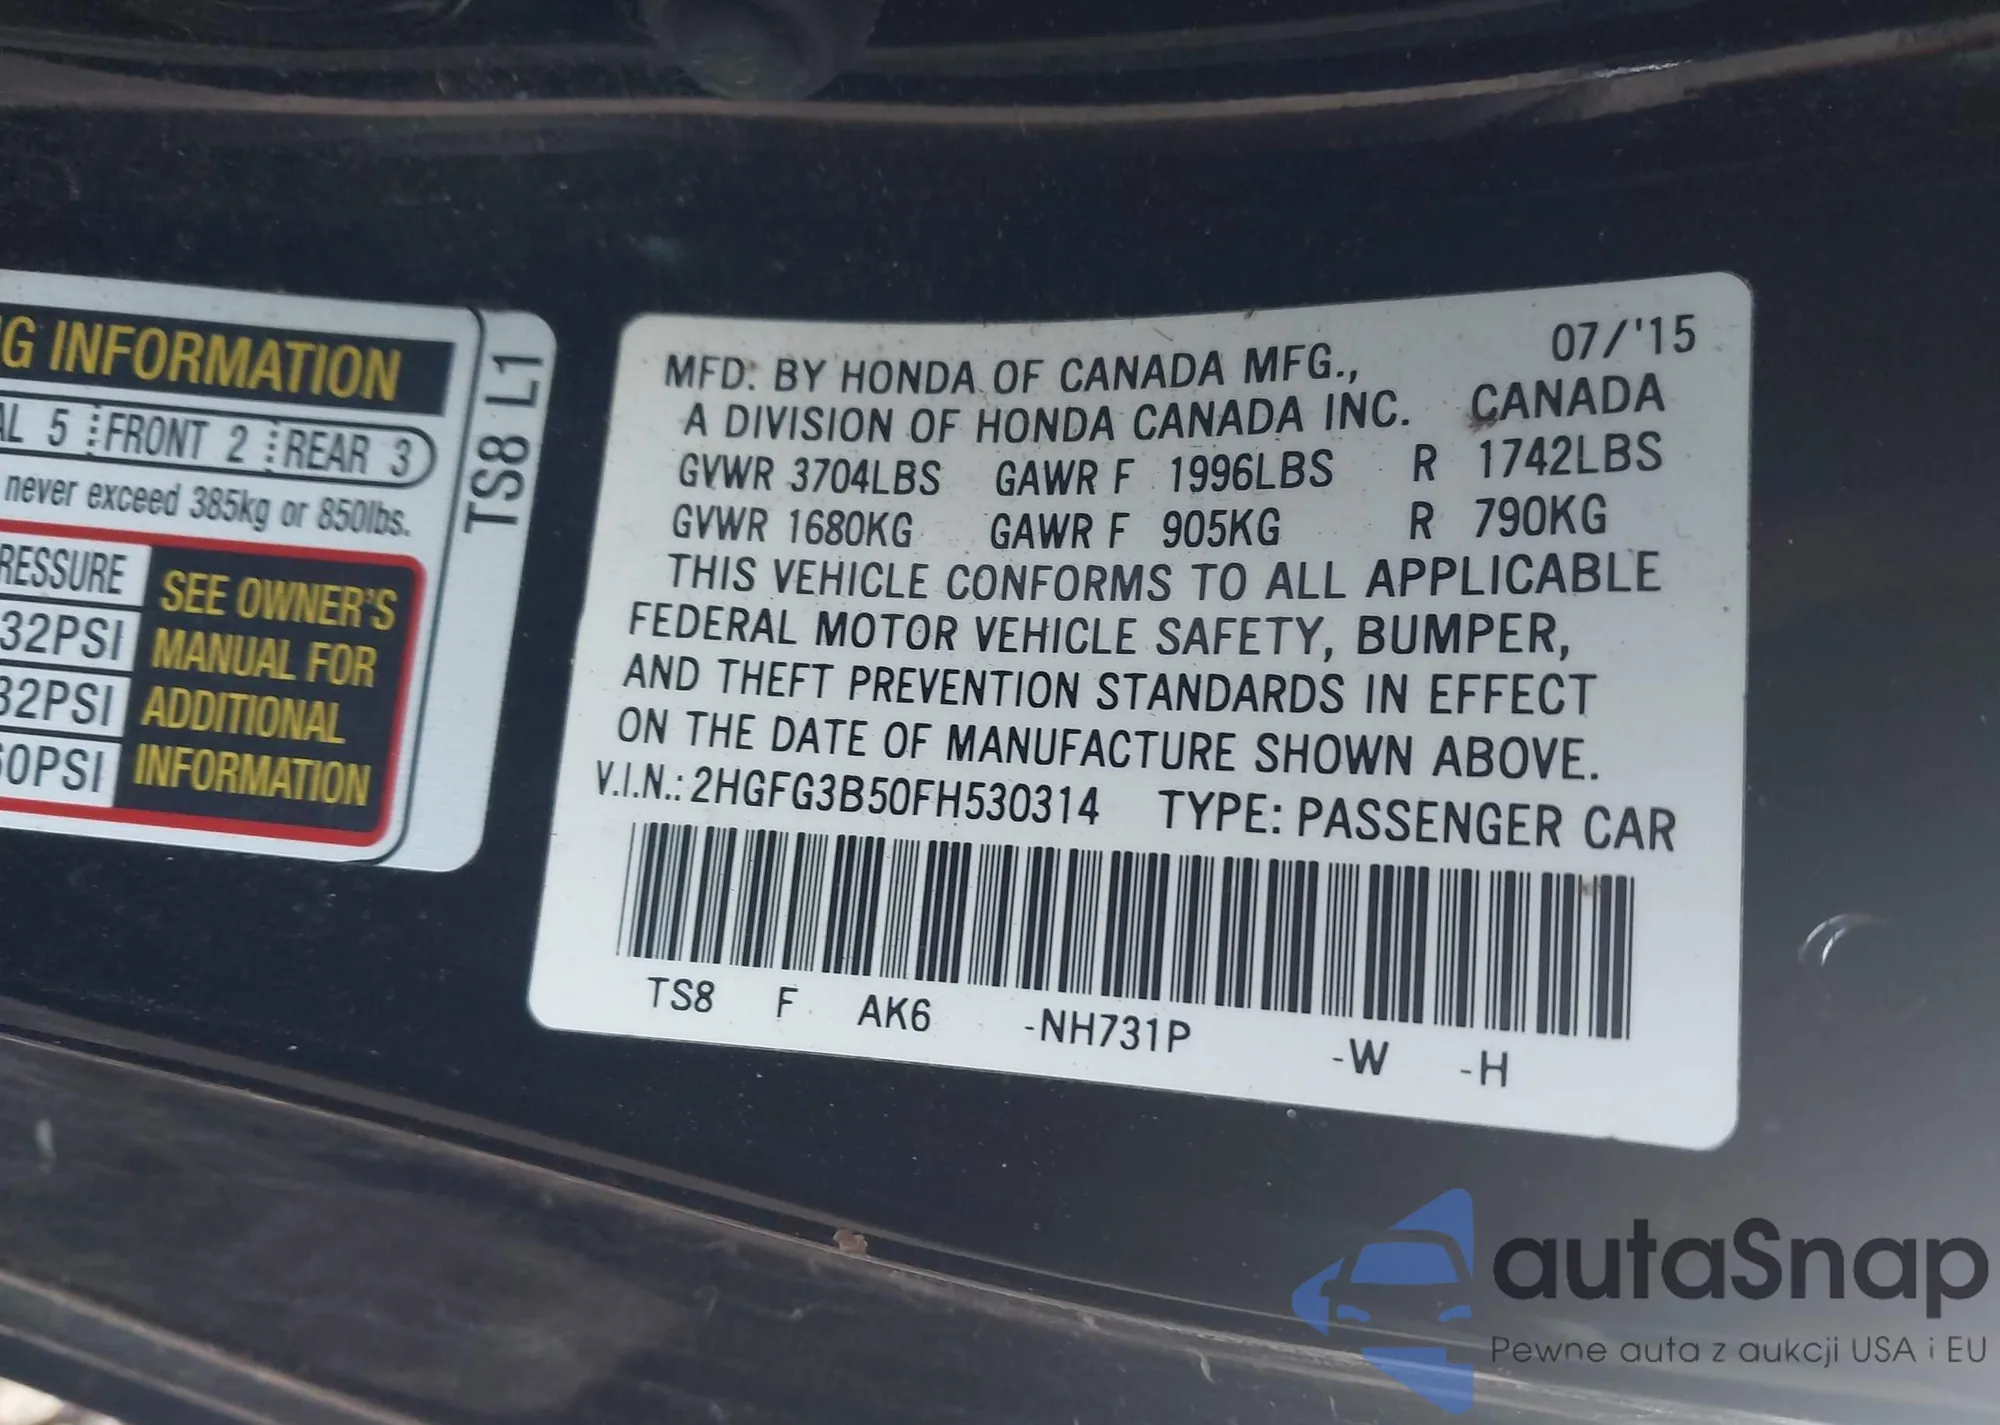 G INFORMATION
AL 5 FRONT 2 REAR 3
never exceed 385kg or 850lbs.
RESSURE
32PSI
32PSI
60PSI
SEE OWNER'S
MANUAL FOR
ADDITIONAL
INFORMATION
TS8 L1
07/'15
MFD. BY HONDA OF CANADA MFG.,
A DIVISION OF HONDA CANADA INC. CANADA
GVWR 3704LBS GAWR F 1996LBS R 1742LBS
GVWR 1680KG GAWR F 905KG R 790KG
THIS VEHICLE CONFORMS TO ALL APPLICABLE
FEDERAL MOTOR VEHICLE SAFETY, BUMPER,
AND THEFT PREVENTION STANDARDS IN EFFECT
ON THE DATE OF MANUFACTURE SHOWN ABOVE.
V.I.N.: 2HGFG3B50FH530314 TYPE: PASSENGER CAR
TS8 F AK6 -NH731P -W -H
autaSnap
Pewne auta z aukcji USA i EU